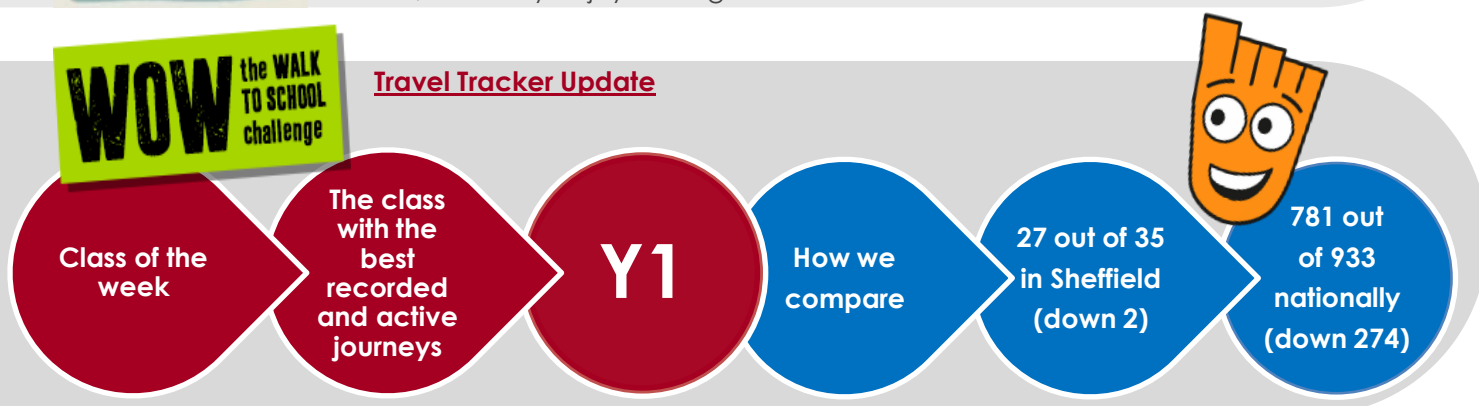 WOW the WALK
TO SCHOOL
challenge
Travel Tracker Update
Class of the
week
The class
with the
best
recorded
and active
journeys
Y1
How we
compare
27 out of 35
in Sheffield
(down 2)
781 out
of 933
nationally
(down 274)